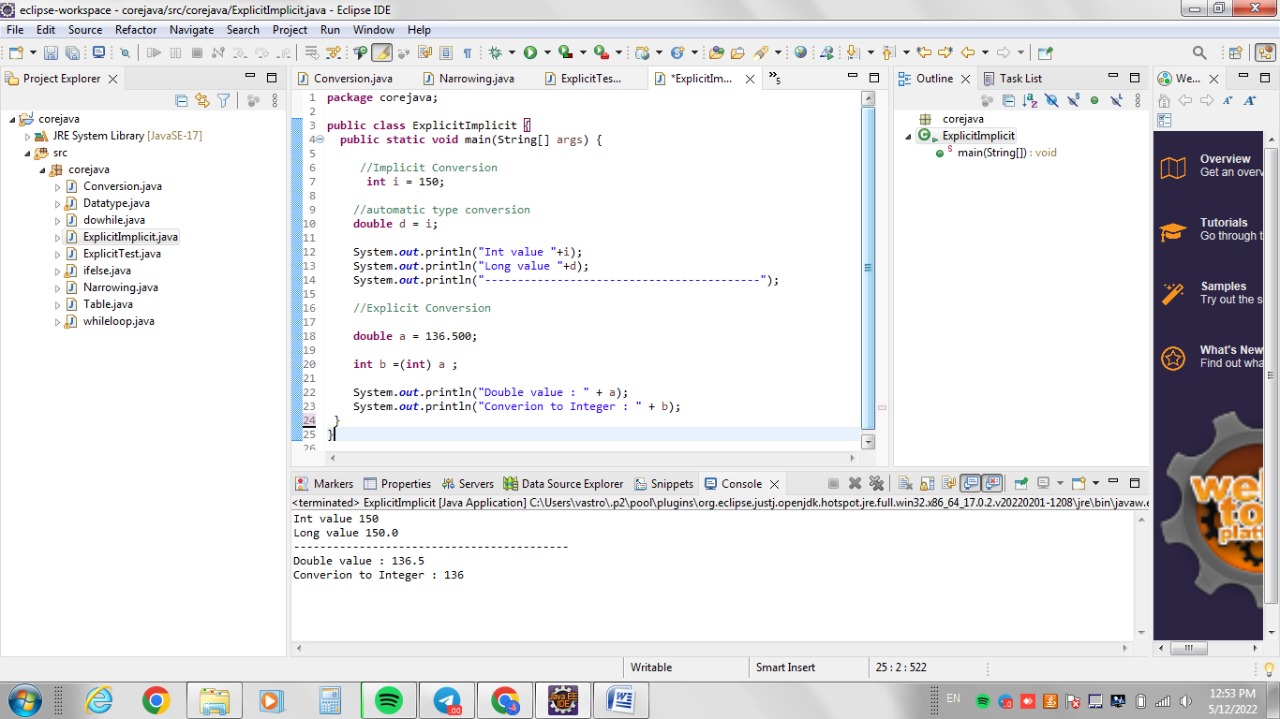 eclipse-workspace - corejava/src/corejava/ExplicitImplicit.java - Eclipse IDE
File Edit Source Refactor Navigate Search Project Run Window Help
Project Explorer
corejava
JRE System Library [JavaSE-17]
src
corejava
Conversion.java
Datatype.java
dowhile.java
ExplicitImplicit.java
ExplicitTest.java
ifelse.java
Narrowing.java
Table.java
whileloop.java
Conversion.java Narrowing.java ExplicitTes... *ExplicitIm... »5
1 package corejava;
2
3 public class ExplicitImplicit {
4 public static void main(String[] args) {
5
6 //Implicit Conversion
7 int i = 150;
8
9 //automatic type conversion
10 double d = i;
11
12 System.out.println("Int value "+i);
13 System.out.println("Long value "+d);
14 System.out.println("------------------------------------------");
15
16 //Explicit Conversion
17
18 double a = 136.500;
19
20 int b =(int) a ;
21
22 System.out.println("Double value : " + a);
23 System.out.println("Converion to Integer : " + b);
24 }
25 }
26
Outline Task List
corejava
ExplicitImplicit
main(String[]) : void
We...
Overview
Get an overv
Tutorials
Go through t
Samples
Try out the s
What's New
Find out wha
Markers Properties Servers Data Source Explorer Snippets Console
<terminated> ExplicitImplicit [Java Application] C:\Users\vastro\.p2\pool\plugins\org.eclipse.justj.openjdk.hotspot.jre.full.win32.x86_64_17.0.2.v20220201-1208\jre\bin\javaw.e
Int value 150
Long value 150.0
------------------------------------------
Double value : 136.5
Converion to Integer : 136
Writable Smart Insert 25 : 2 : 522
Java EE
IDE
EN
12:53 PM
5/12/2022